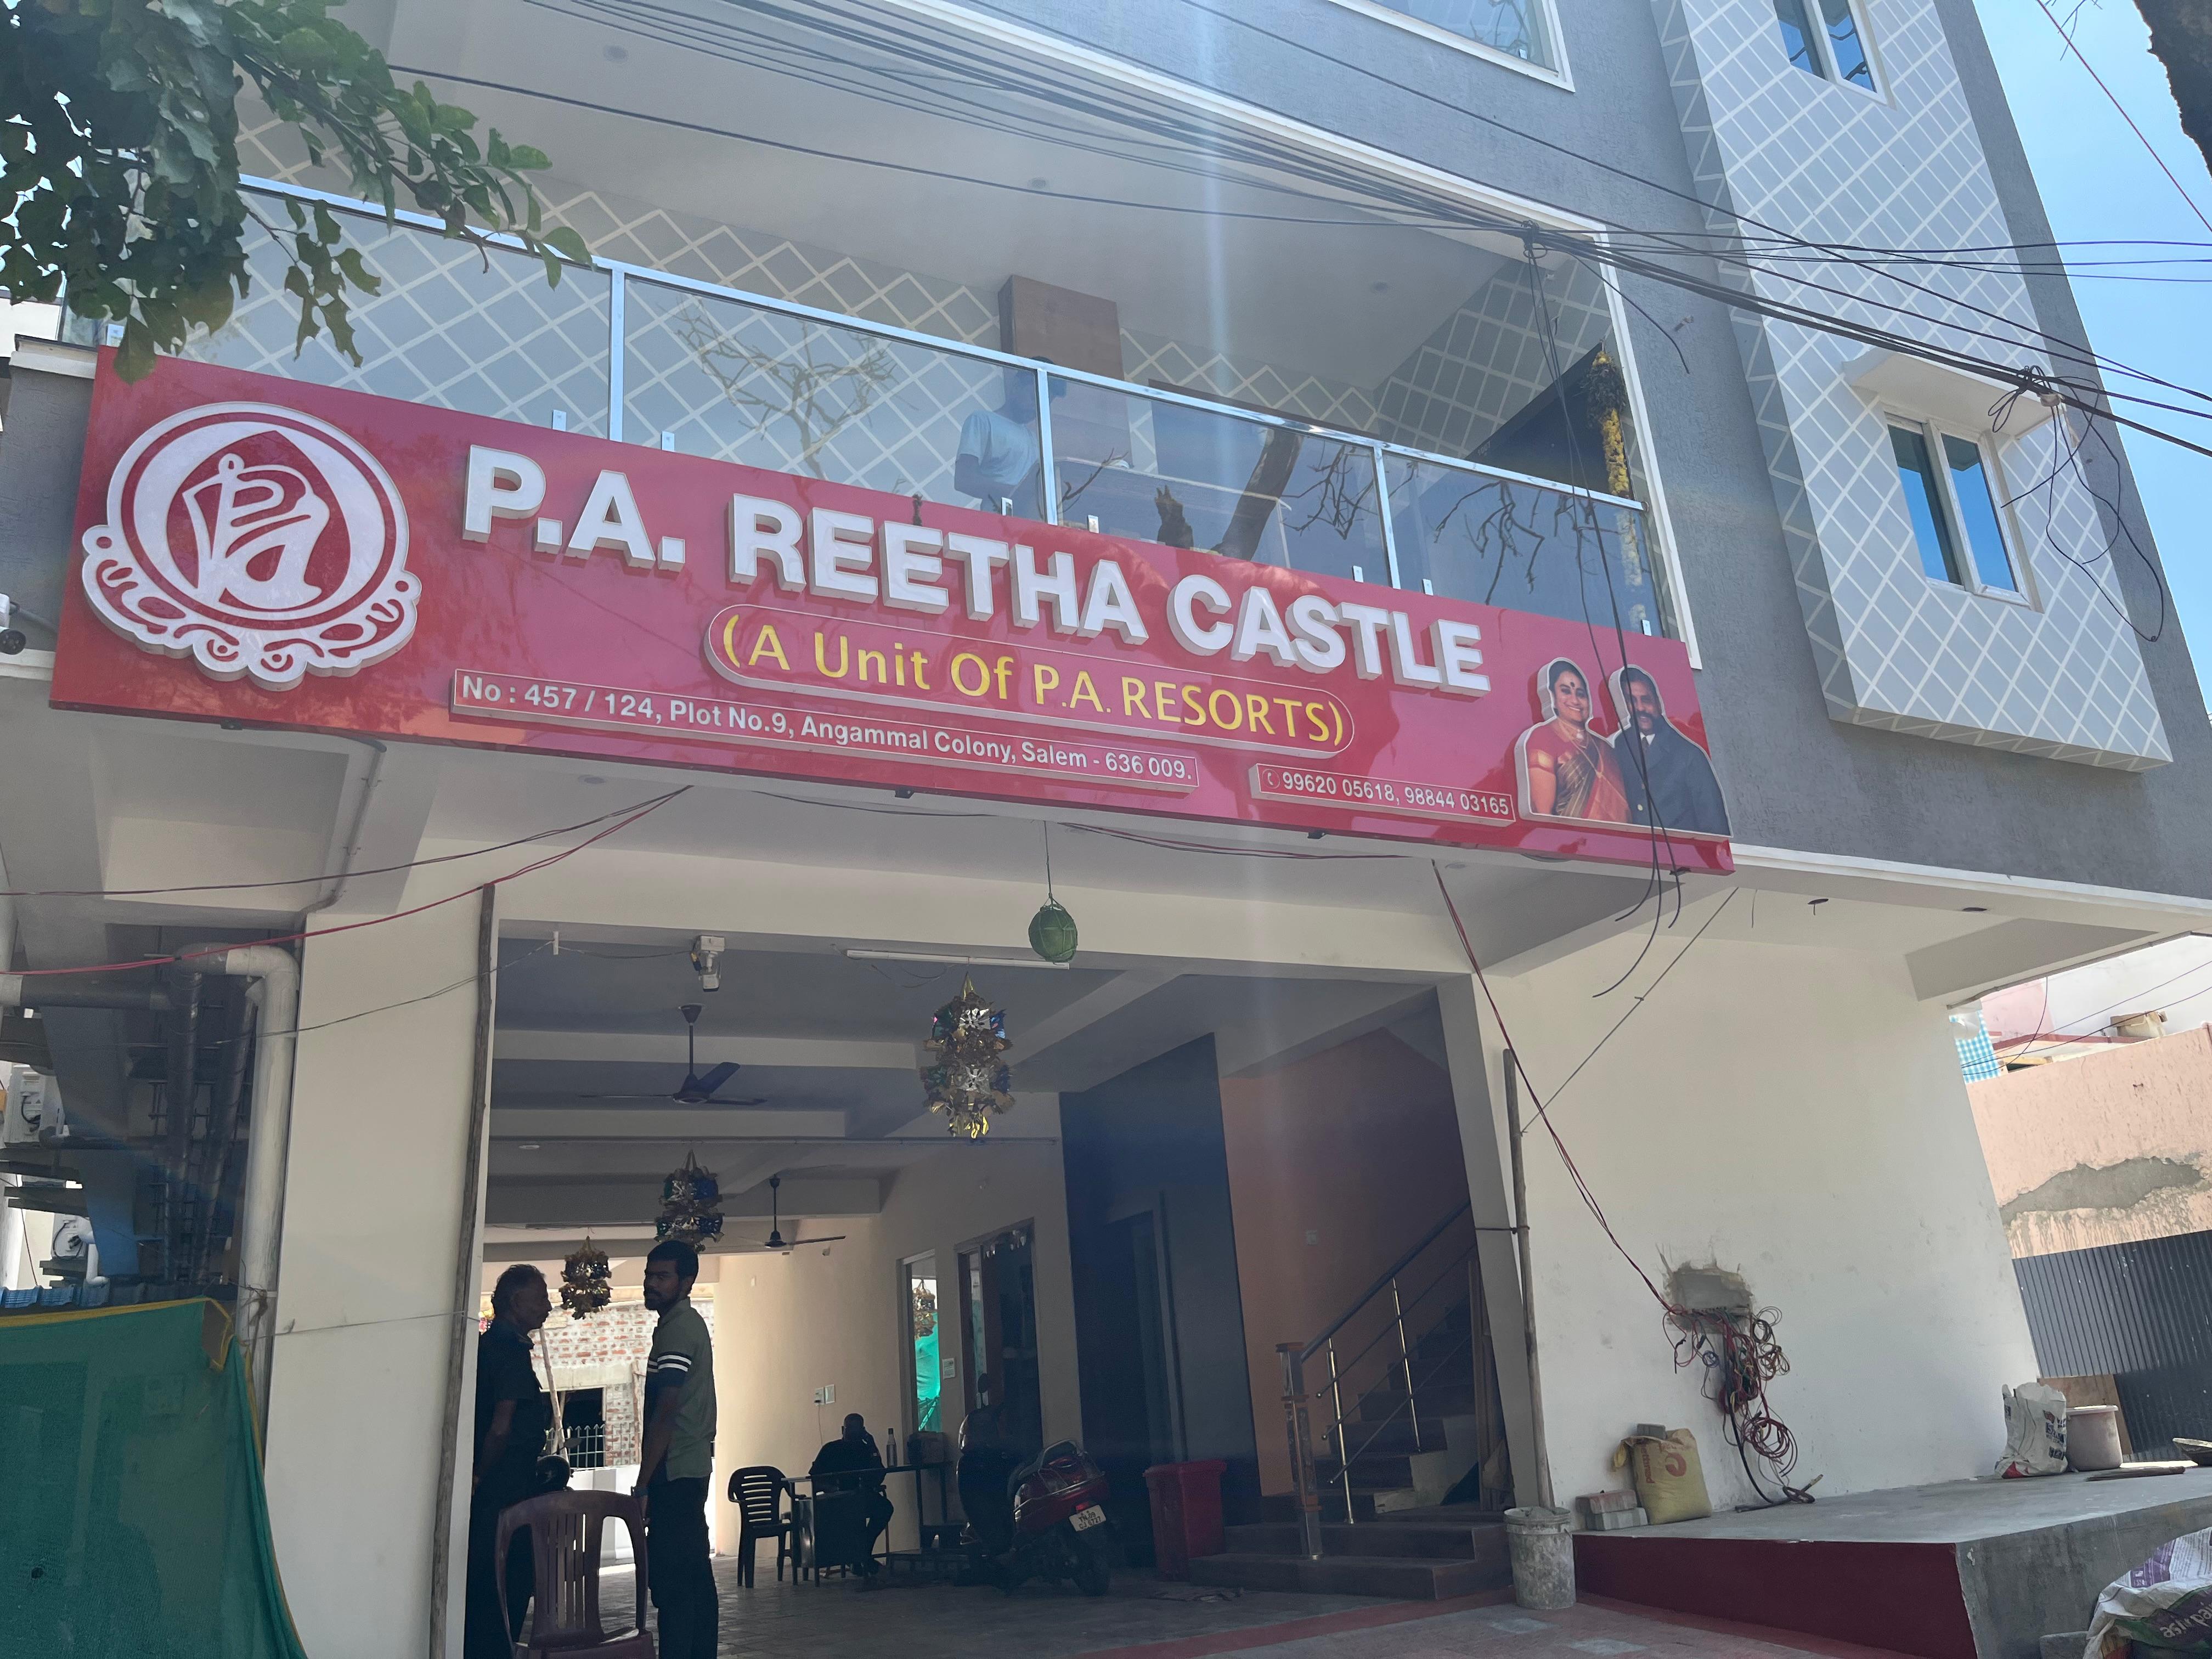 P.A. REETHA CASTLE
(A Unit Of P.A. RESORTS)
No : 457 / 124, Plot No.9, Angammal Colony, Salem - 636 009.
99620 05618, 98844 03165